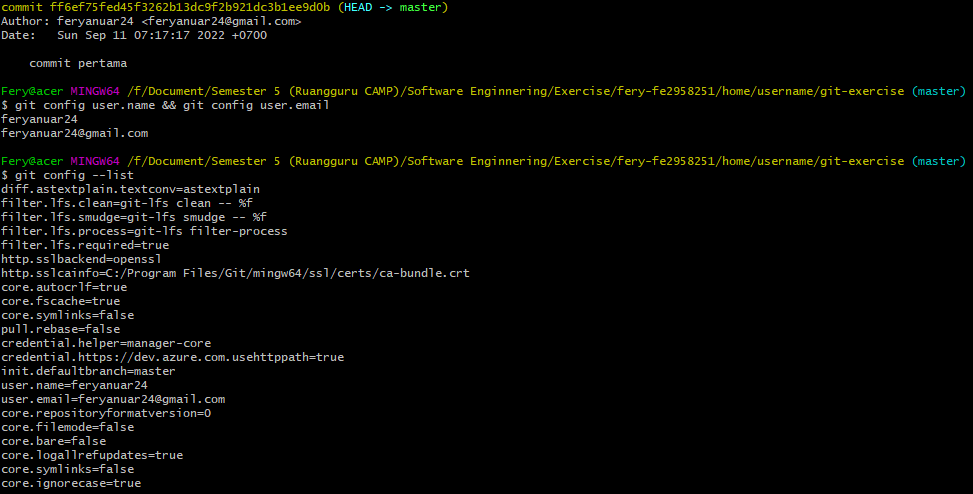 commit ff6ef75fed45f3262b13dc9f2b921dc3b1ee9d0b (HEAD -> master)
Author: feryanuar24 <feryanuar24@gmail.com>
Date:   Sun Sep 11 07:17:17 2022 +0700

    commit pertama

Fery@acer MINGW64 /f/Document/Semester 5 (Ruangguru CAMP)/Software Enginnering/Exercise/fery-fe2958251/home/username/git-exercise (master)
$ git config user.name && git config user.email
feryanuar24
feryanuar24@gmail.com

Fery@acer MINGW64 /f/Document/Semester 5 (Ruangguru CAMP)/Software Enginnering/Exercise/fery-fe2958251/home/username/git-exercise (master)
$ git config --list
diff.astextplain.textconv=astextplain
filter.lfs.clean=git-lfs clean -- %f
filter.lfs.smudge=git-lfs smudge -- %f
filter.lfs.process=git-lfs filter-process
filter.lfs.required=true
http.sslbackend=openssl
http.sslcainfo=C:/Program Files/Git/mingw64/ssl/certs/ca-bundle.crt
core.autocrlf=true
core.fscache=true
core.symlinks=false
pull.rebase=false
credential.helper=manager-core
credential.https://dev.azure.com.usehttppath=true
init.defaultbranch=master
user.name=feryanuar24
user.email=feryanuar24@gmail.com
core.repositoryformatversion=0
core.filemode=false
core.bare=false
core.logallrefupdates=true
core.symlinks=false
core.ignorecase=true